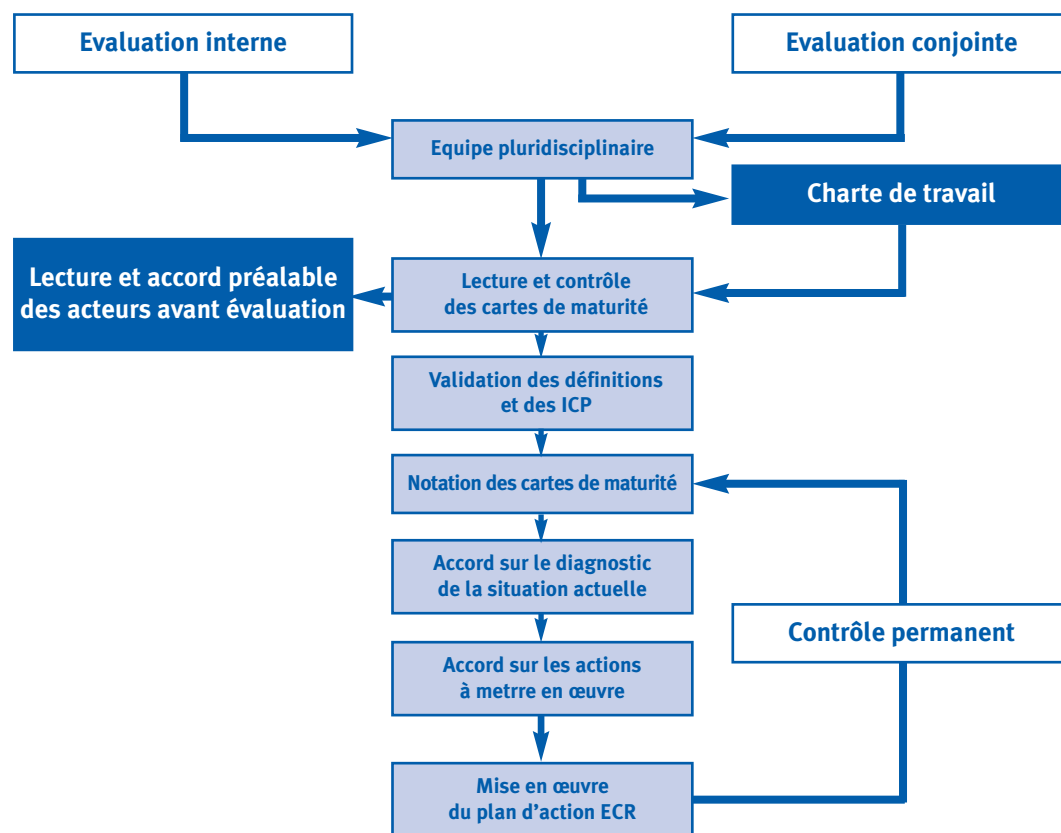 Evaluation interne
Evaluation conjointe
Equipe pluridisciplinaire
Charte de travail
Lecture et accord préalable
des acteurs avant évaluation
Lecture et contrôle
des cartes de maturité
Validation des définitions
et des ICP
Notation des cartes de maturité
Accord sur le diagnostic
de la situation actuelle
Contrôle permanent
Accord sur les actions
à metrre en œuvre
Mise en œuvre
du plan d’action ECR